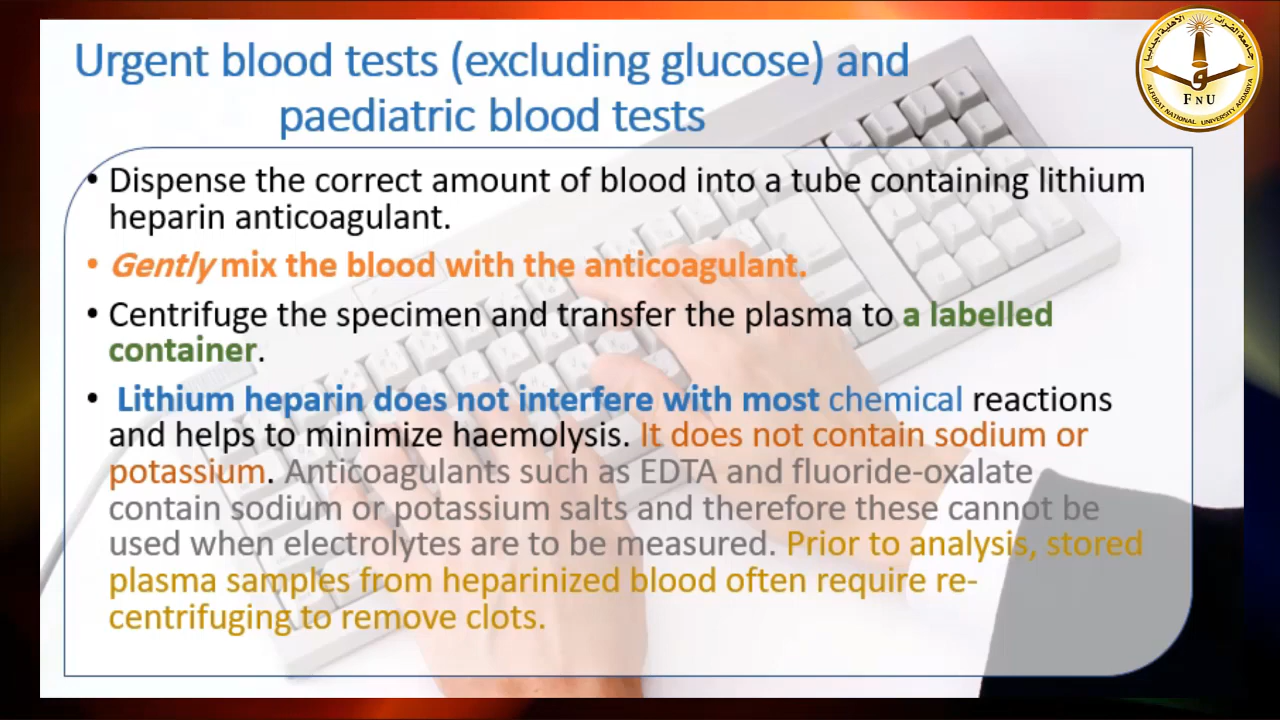 Urgent blood tests (excluding glucose) and
paediatric blood tests
• Dispense the correct amount of blood into a tube containing lithium
heparin anticoagulant.
• Gently mix the blood with the anticoagulant.
• Centrifuge the specimen and transfer the plasma to a labelled
container.
• Lithium heparin does not interfere with most chemical reactions
and helps to minimize haemolysis. It does not contain sodium or
potassium. Anticoagulants such as EDTA and fluoride-oxalate
contain sodium or potassium salts and therefore these cannot be
used when electrolytes are to be measured. Prior to analysis, stored
plasma samples from heparinized blood often require re-
centrifuging to remove clots.
FNU
ALFURAT NATIONAL UNIVERSITY AGDABYA